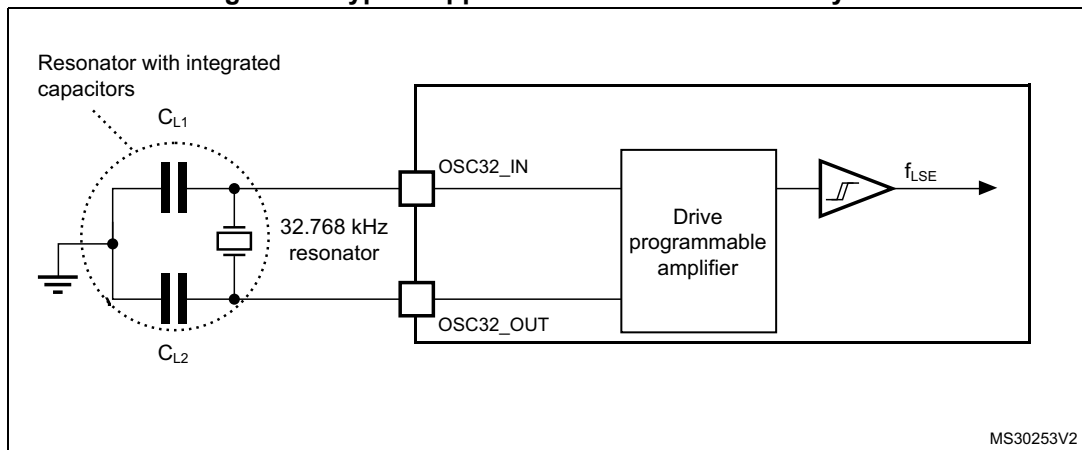 Resonator with integrated
capacitors
CL1
OSC32_IN
fLSE
32.768 kHz
resonator
Drive
programmable
amplifier
OSC32_OUT
CL2
MS30253V2